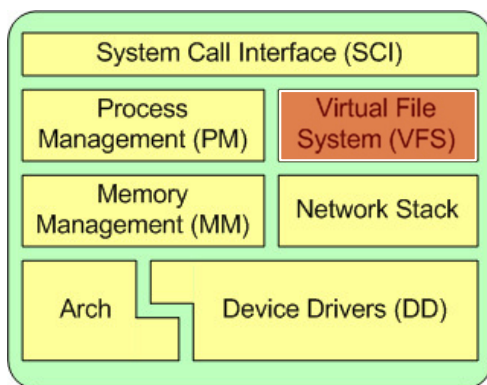 System Call Interface (SCI)
Process
Management (PM)
Virtual File
System (VFS)
Memory
Management (MM)
Network Stack
Arch
Device Drivers (DD)